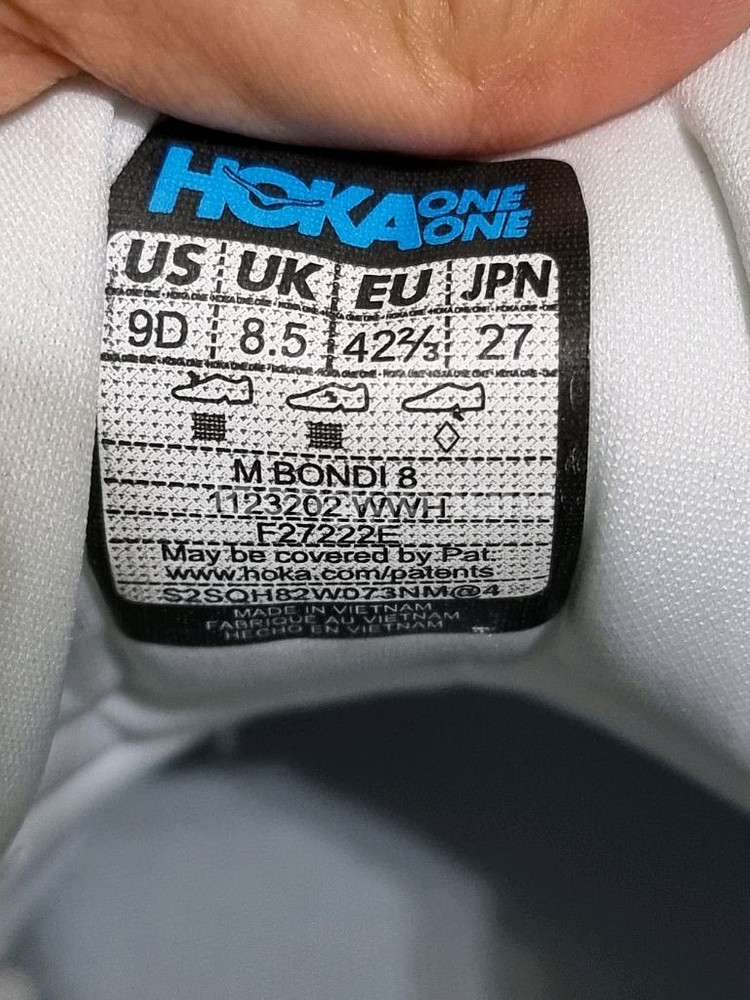 HOKA ONE ONE
US UK EU JPN
9D 8.5 42⅔ 27
M BONDI 8
1123202 WWH
F27222E
May be covered by Pat.
www.hoka.com/patents
S2SQH82W073NM@4
MADE IN VIETNAM
FABRIQUE AU VIETNAM
HECHO EN VIETNAM